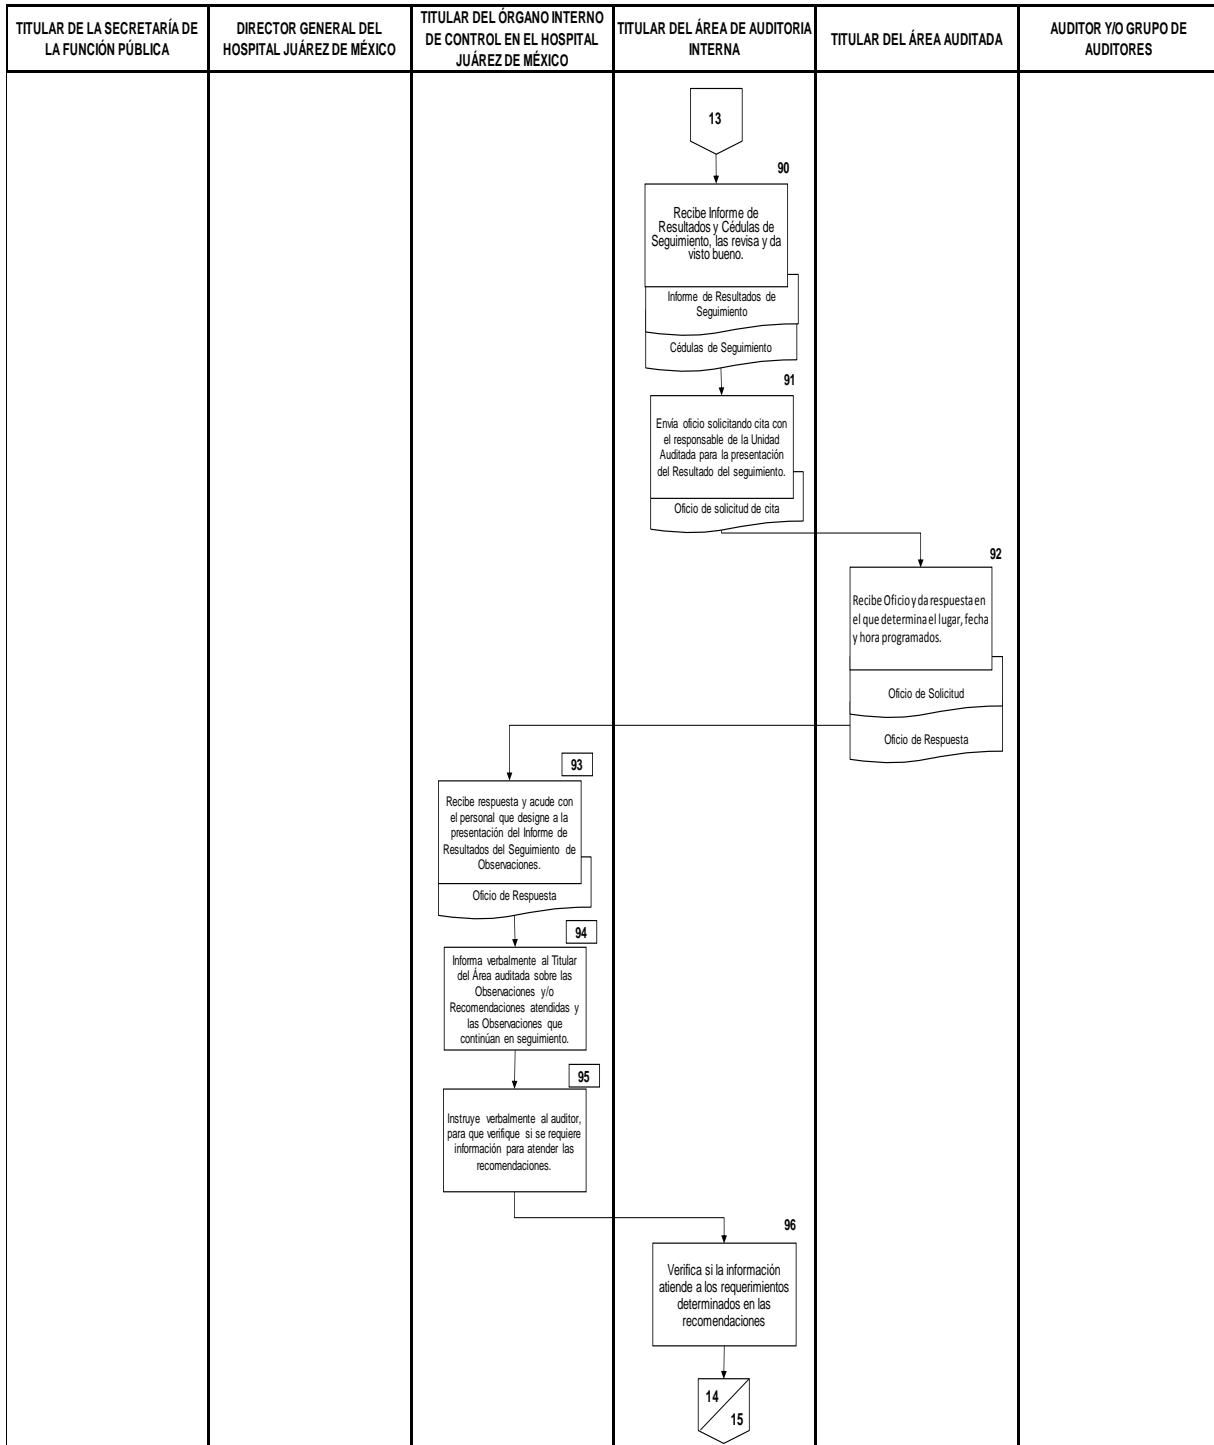 TITULAR DE LA SECRETARÍA DE
LA FUNCIÓN PÚBLICA
DIRECTOR GENERAL DEL
HOSPITAL JUÁREZ DE MÉXICO
TITULAR DEL ÓRGANO INTERNO
DE CONTROL EN EL HOSPITAL
JUÁREZ DE MÉXICO
TITULAR DEL ÁREA DE AUDITORIA
INTERNA
TITULAR DEL ÁREA AUDITADA
AUDITOR Y/O GRUPO DE
AUDITORES
13
90
Recibe Informe de
Resultados y Cédulas de
Seguimiento, las revisa y da
visto bueno.
Informe de Resultados de
Seguimiento
Cédulas de Seguimiento
91
Envía oficio solicitando cita con
el responsable de la Unidad
Auditada para la presentación
del Resultado del seguimiento.
Oficio de solicitud de cita
92
Recibe Oficio y da respuesta en
el que determina el lugar, fecha
y hora programados.
Oficio de Solicitud
Oficio de Respuesta
93
Recibe respuesta y acude con
el personal que designe a la
presentación del Informe de
Resultados del Seguimiento de
Observaciones.
Oficio de Respuesta
94
Informa verbalmente al Titular
del Área auditada sobre las
Observaciones y/o
Recomendaciones atendidas y
las Observaciones que
continúan en seguimiento.
95
Instruye verbalmente al auditor,
para que verifique si se requiere
información para atender las
recomendaciones.
96
Verifica si la información
atiende a los requerimientos
determinados en las
recomendaciones
14
15